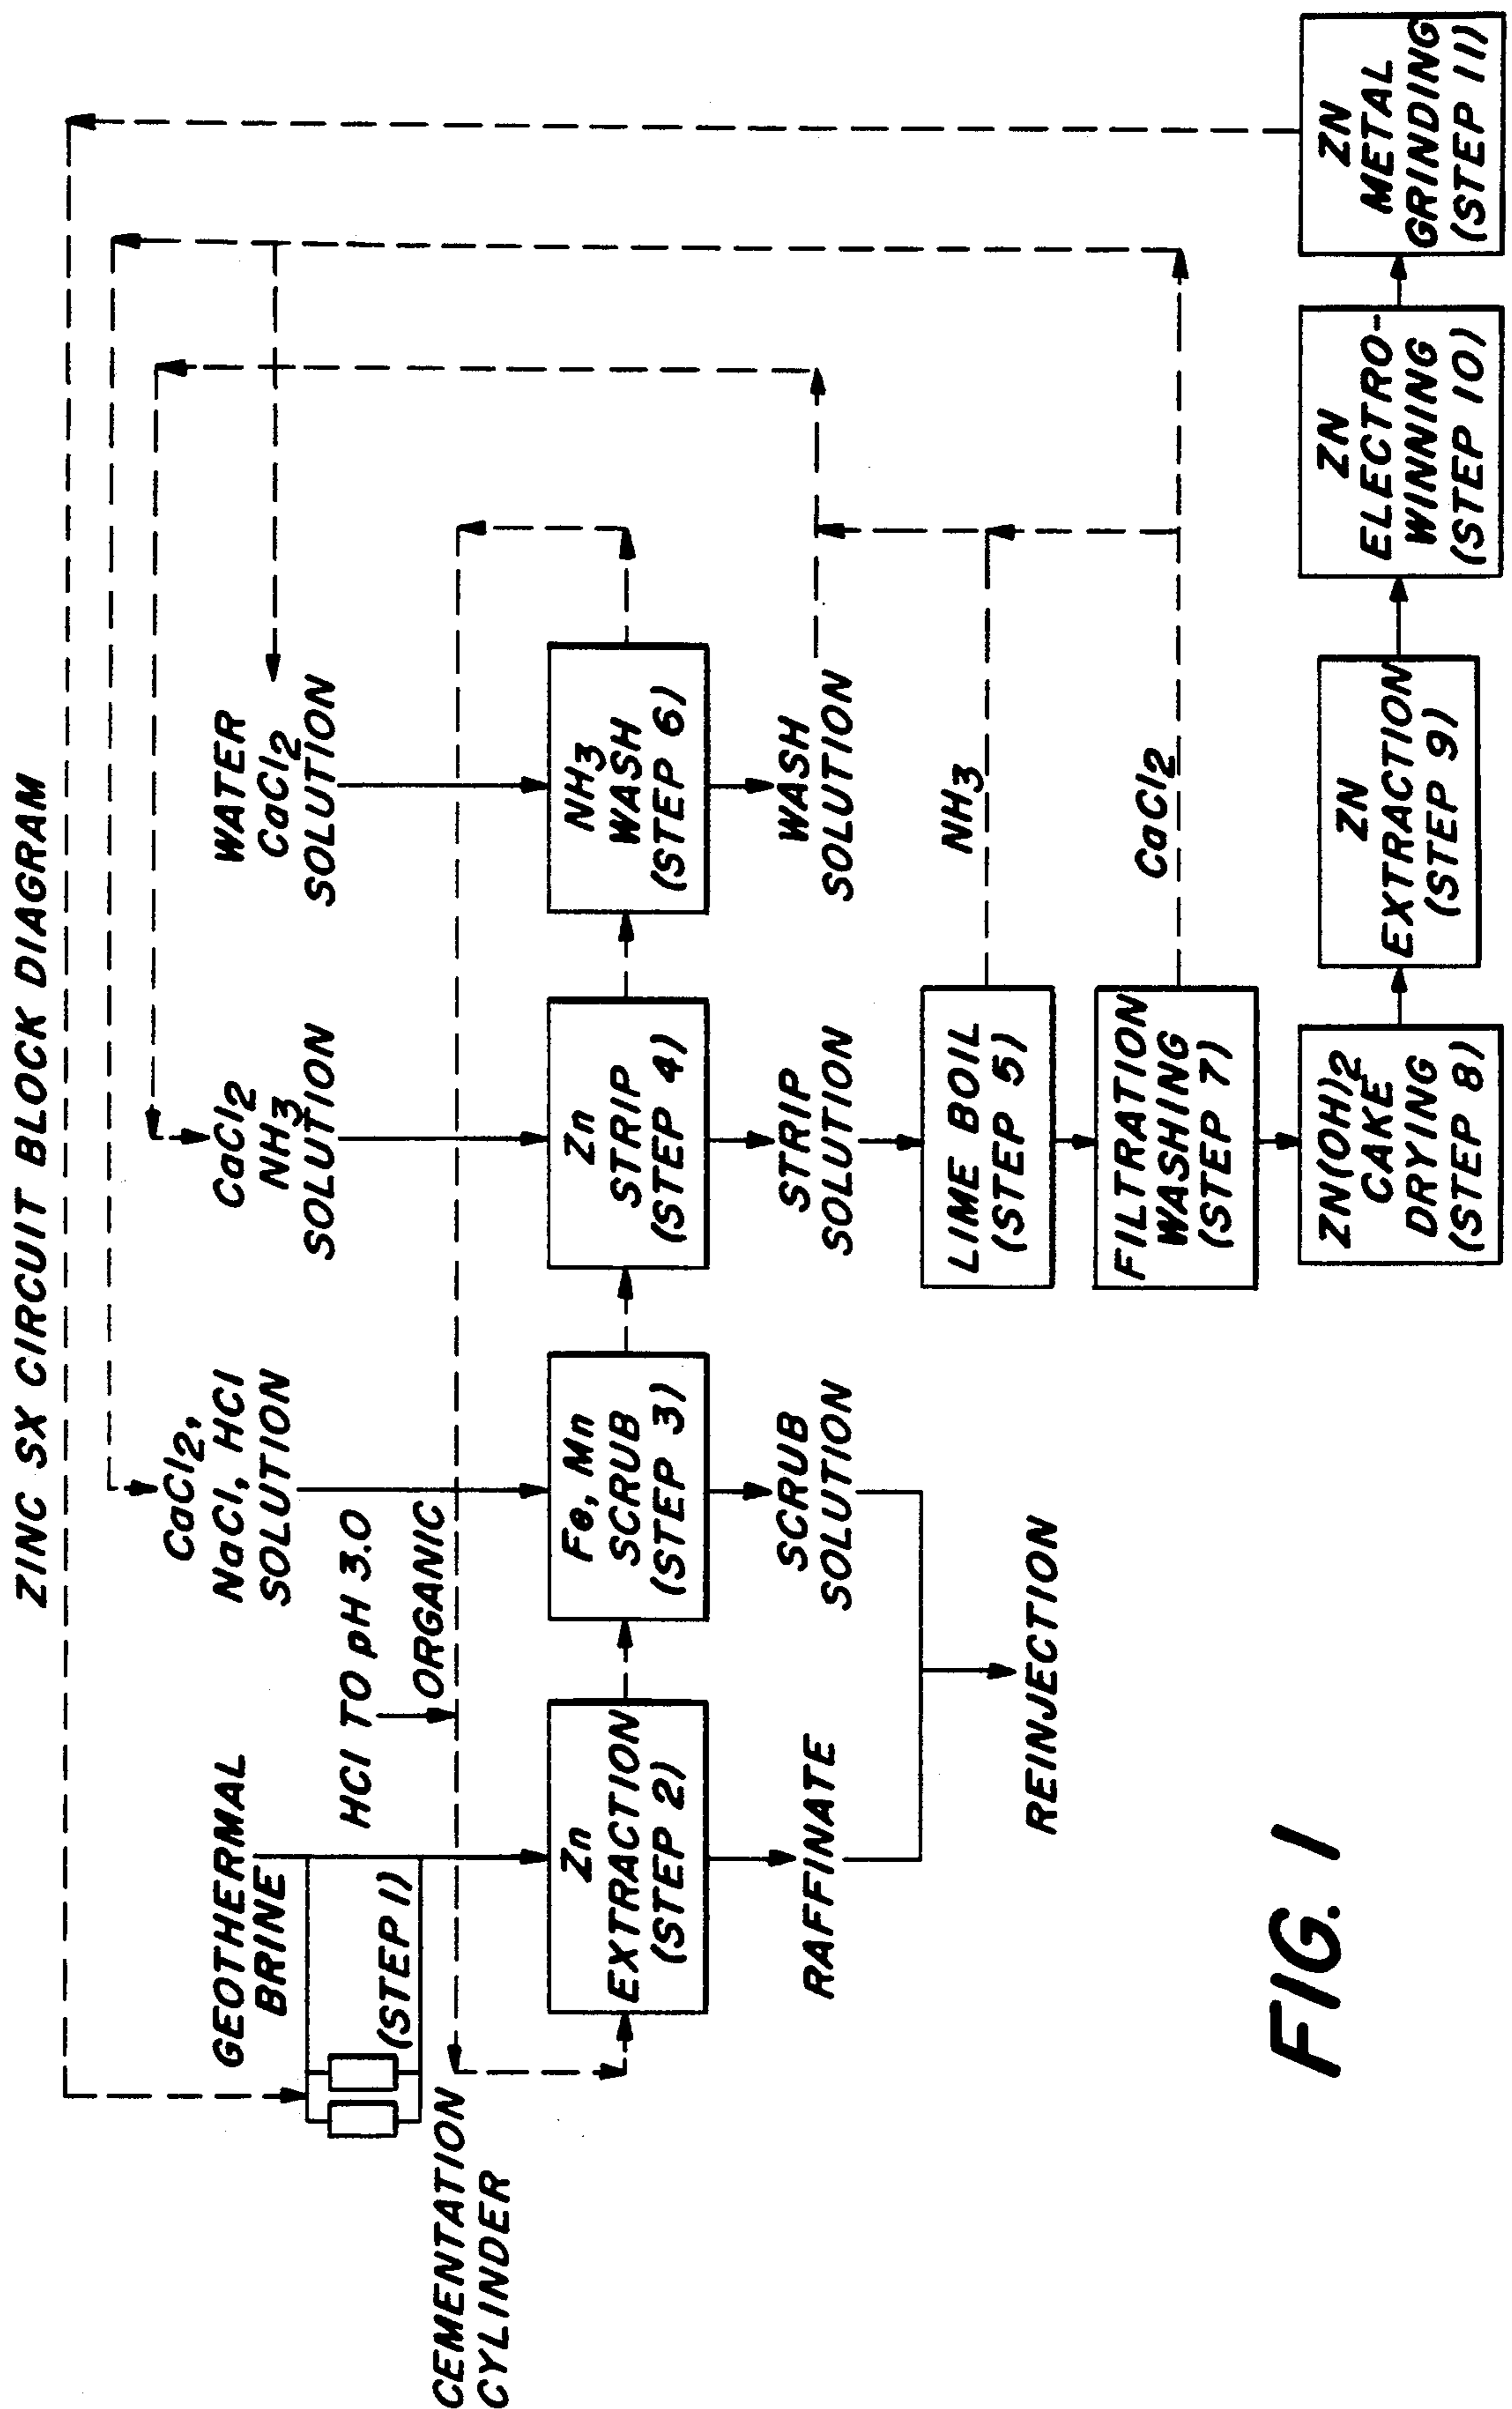 ZINC SX CIRCUIT BLOCK DIAGRAM
GEOTHERMAL
BRINE
(STEP 1)
CEMENTATION
CYLINDER
HCl TO pH 3.0
ORGANIC
CaCl2,
NaCl, HCl
SOLUTION
CaCl2
NH3
SOLUTION
WATER
CaCl2
SOLUTION
Zn
EXTRACTION
(STEP 2)
Fe, Mn
SCRUB
(STEP 3)
Zn
STRIP
(STEP 4)
NH3
WASH
(STEP 6)
RAFFINATE
SCRUB
SOLUTION
STRIP
SOLUTION
WASH
SOLUTION
REINJECTION
LIME BOIL
(STEP 5)
NH3
FILTRATION
WASHING
(STEP 7)
CaCl2
ZN(OH)2
CAKE
DRYING
(STEP 8)
ZN
EXTRACTION
(STEP 9)
ZN
ELECTRO-
WINNING
(STEP 10)
ZN
METAL
GRINDING
(STEP 11)
FIG. 1